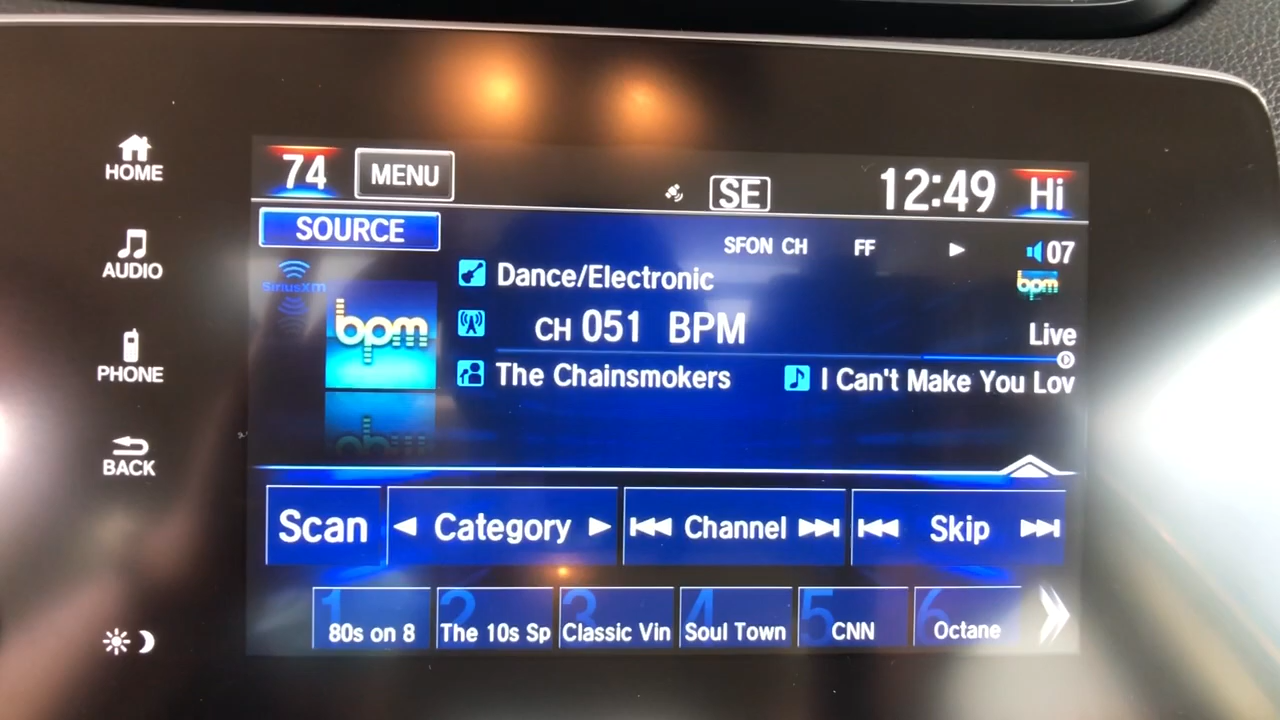 HOME
AUDIO
PHONE
BACK
74 MENU SE 12:49 Hi
SOURCE
SFON CH FF 07
SiriusXm
bpm
Dance/Electronic
bpm
CH 051 BPM
Live
The Chainsmokers I Can't Make You Lov
Scan Category Channel Skip
1 80s on 8
2 The 10s Sp
3 Classic Vin
4 Soul Town
5 CNN
6 Octane